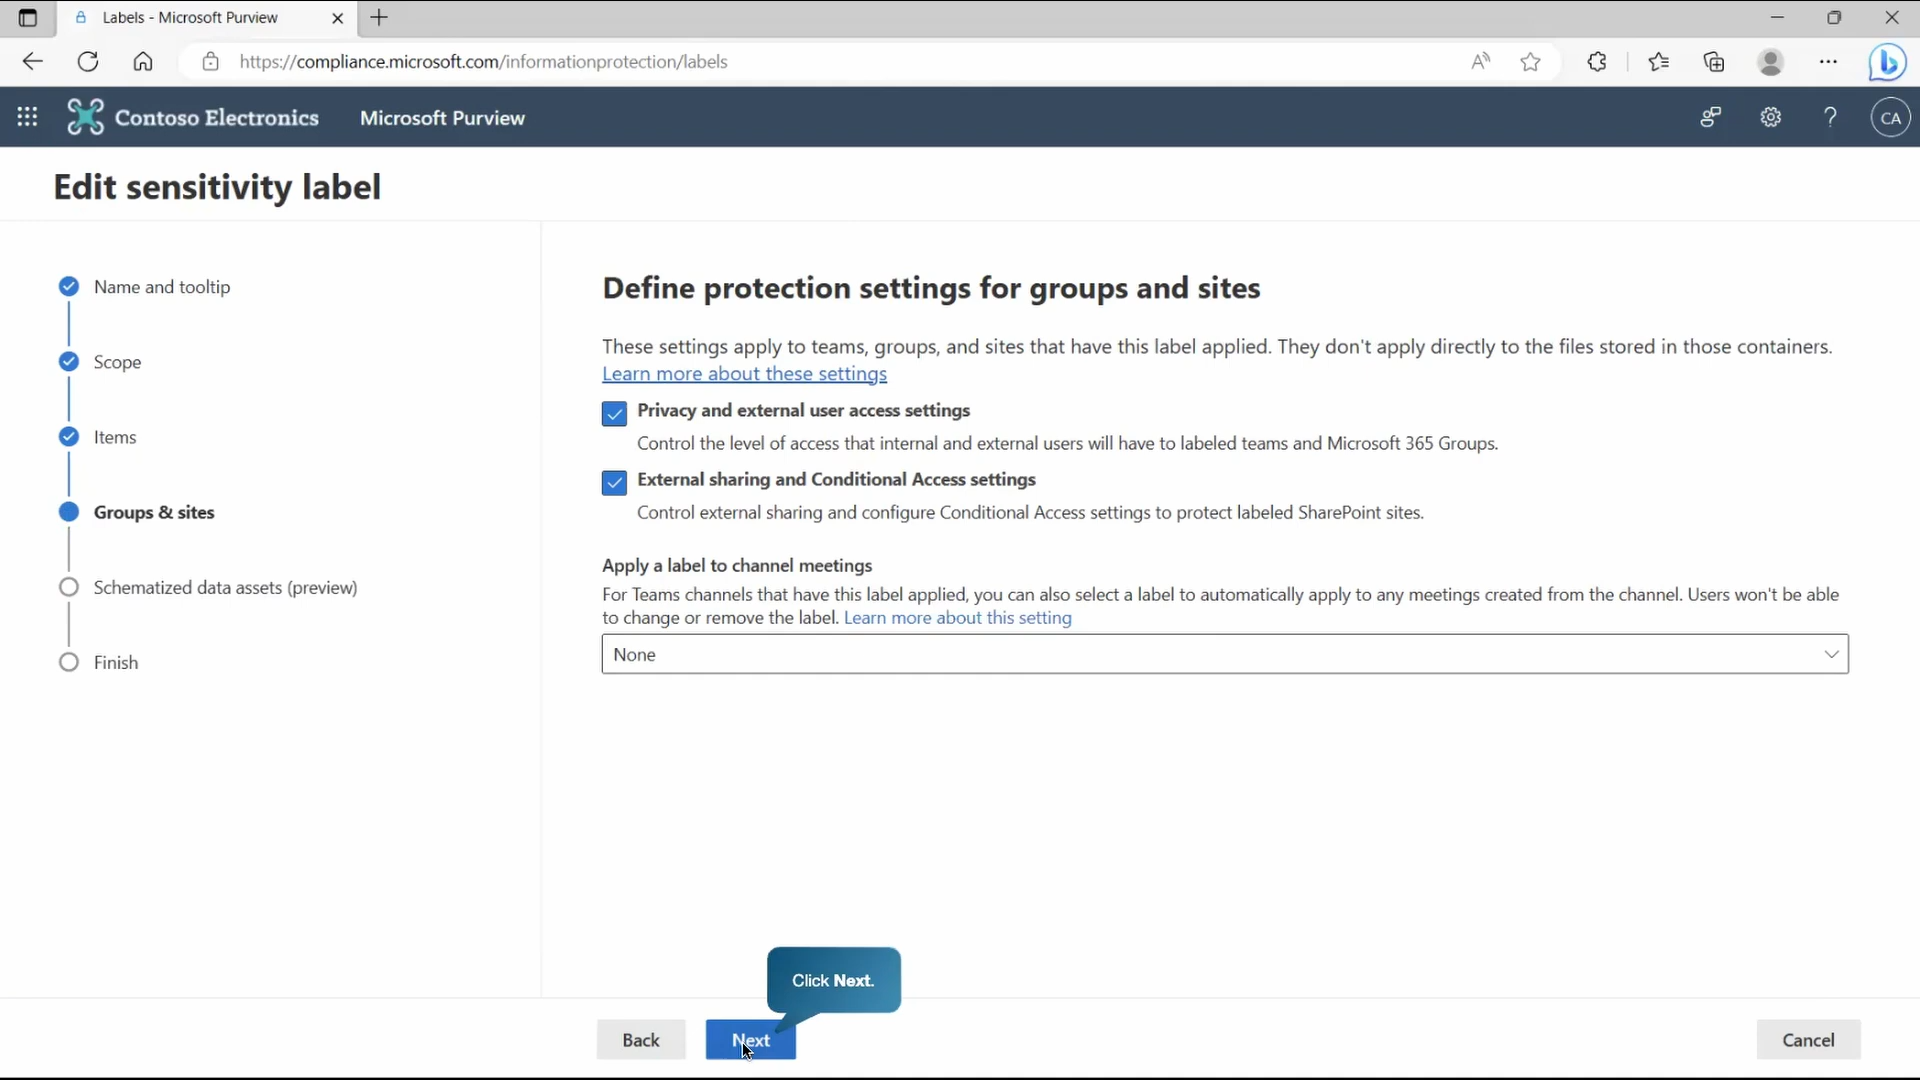 Labels - Microsoft Purview
https://compliance.microsoft.com/informationprotection/labels
Contoso Electronics
Microsoft Purview
CA
Edit sensitivity label
Name and tooltip
Scope
Items
Groups & sites
Schematized data assets (preview)
Finish
Define protection settings for groups and sites
These settings apply to teams, groups, and sites that have this label applied. They don't apply directly to the files stored in those containers.
Learn more about these settings
Privacy and external user access settings
Control the level of access that internal and external users will have to labeled teams and Microsoft 365 Groups.
External sharing and Conditional Access settings
Control external sharing and configure Conditional Access settings to protect labeled SharePoint sites.
Apply a label to channel meetings
For Teams channels that have this label applied, you can also select a label to automatically apply to any meetings created from the channel. Users won't be able
to change or remove the label. Learn more about this setting
None
Click Next.
Back
Next
Cancel